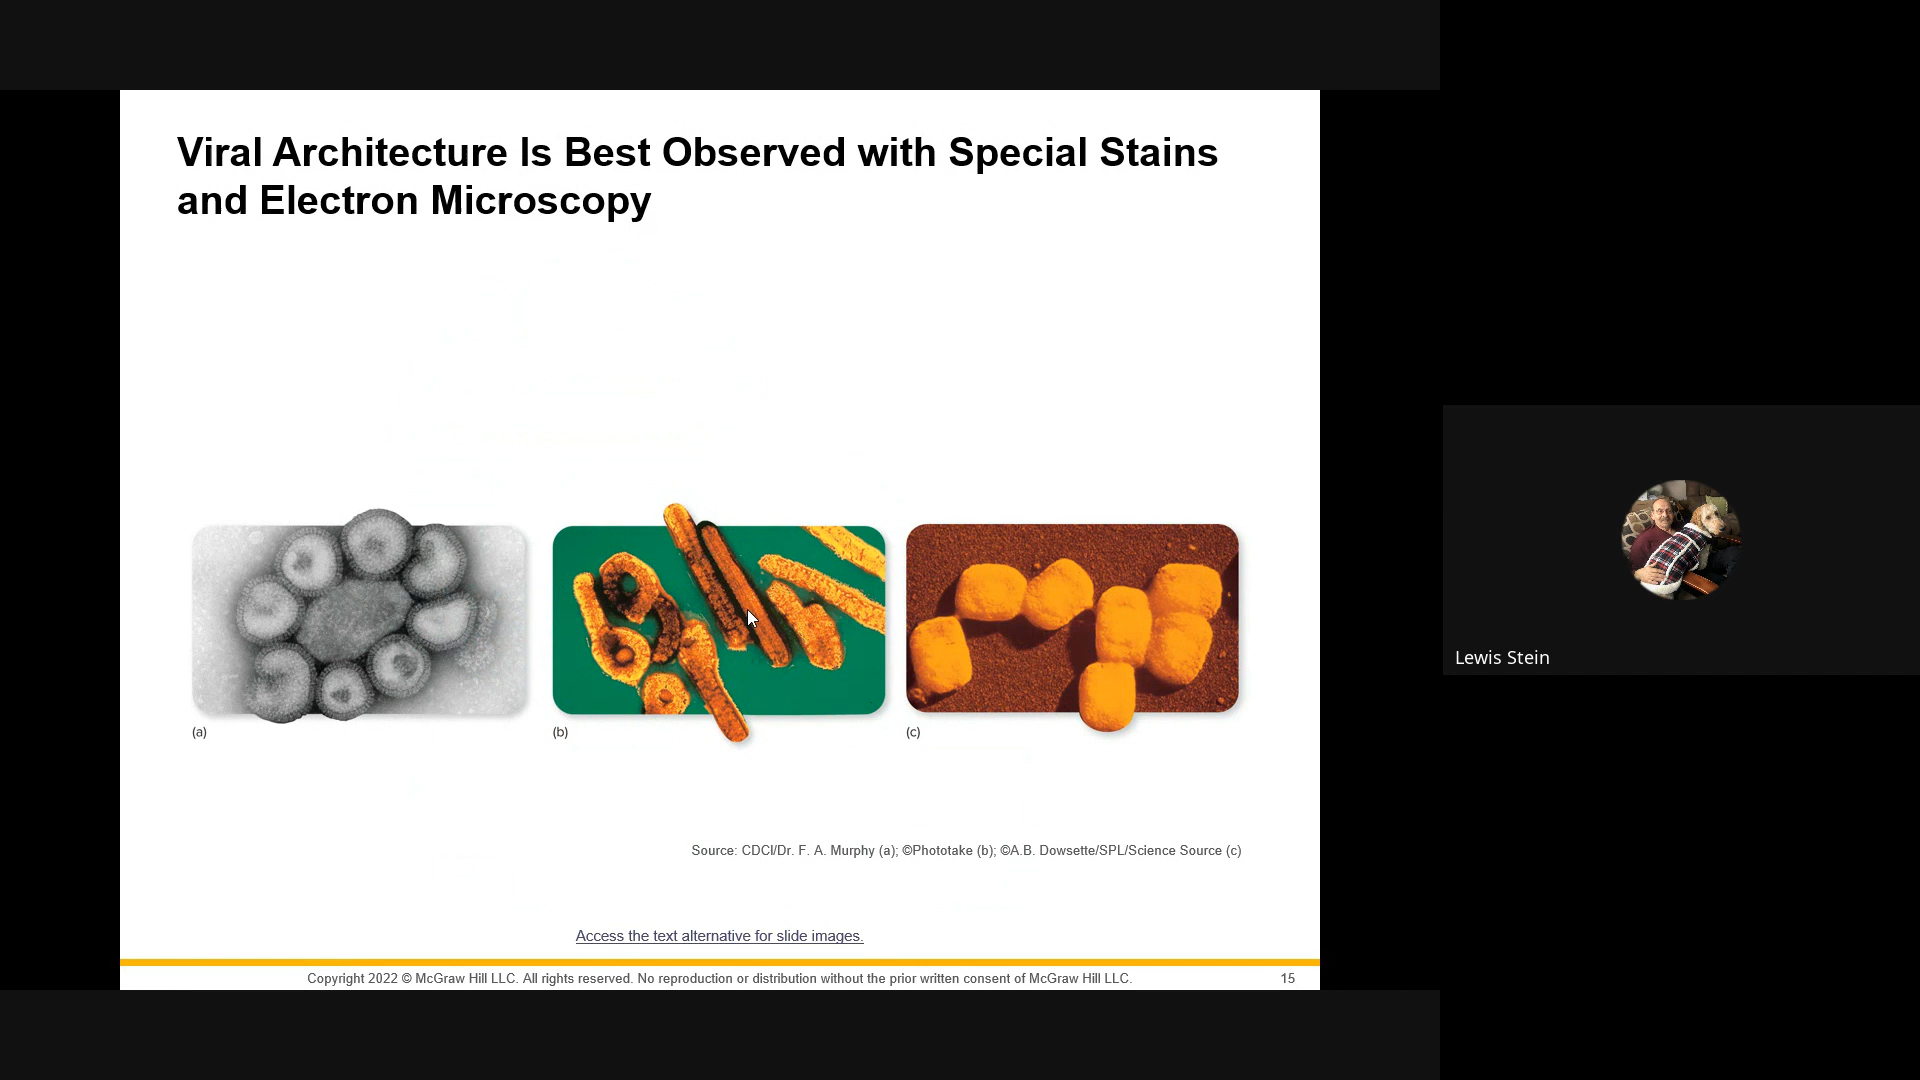 Viral Architecture Is Best Observed with Special Stains
and Electron Microscopy
(a)
(b)
(c)
Source: CDCI/Dr. F. A. Murphy (a); ©Phototake (b); ©A.B. Dowsette/SPL/Science Source (c)
Access the text alternative for slide images.
Copyright 2022 © McGraw Hill LLC. All rights reserved. No reproduction or distribution without the prior written consent of McGraw Hill LLC.
15
Lewis Stein